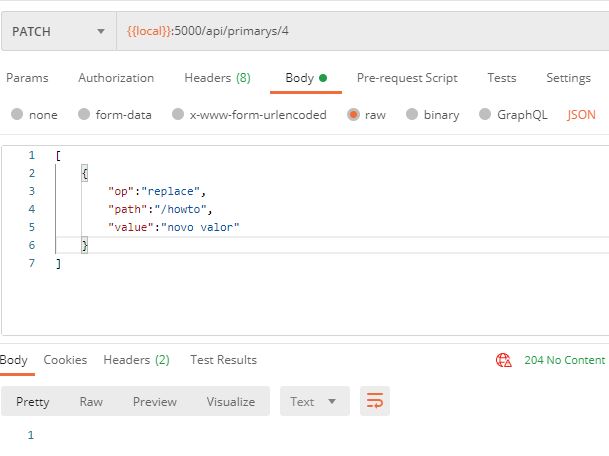 PATCH {{local}}:5000/api/primarys/4
Params Authorization Headers (8) Body Pre-request Script Tests Settings
none form-data x-www-form-urlencoded raw binary GraphQL JSON
1 [
2 {
3 "op":"replace",
4 "path":"/howto",
5 "value":"novo valor"
6 }
7 ]
Body Cookies Headers (2) Test Results 204 No Content
Pretty Raw Preview Visualize Text
1